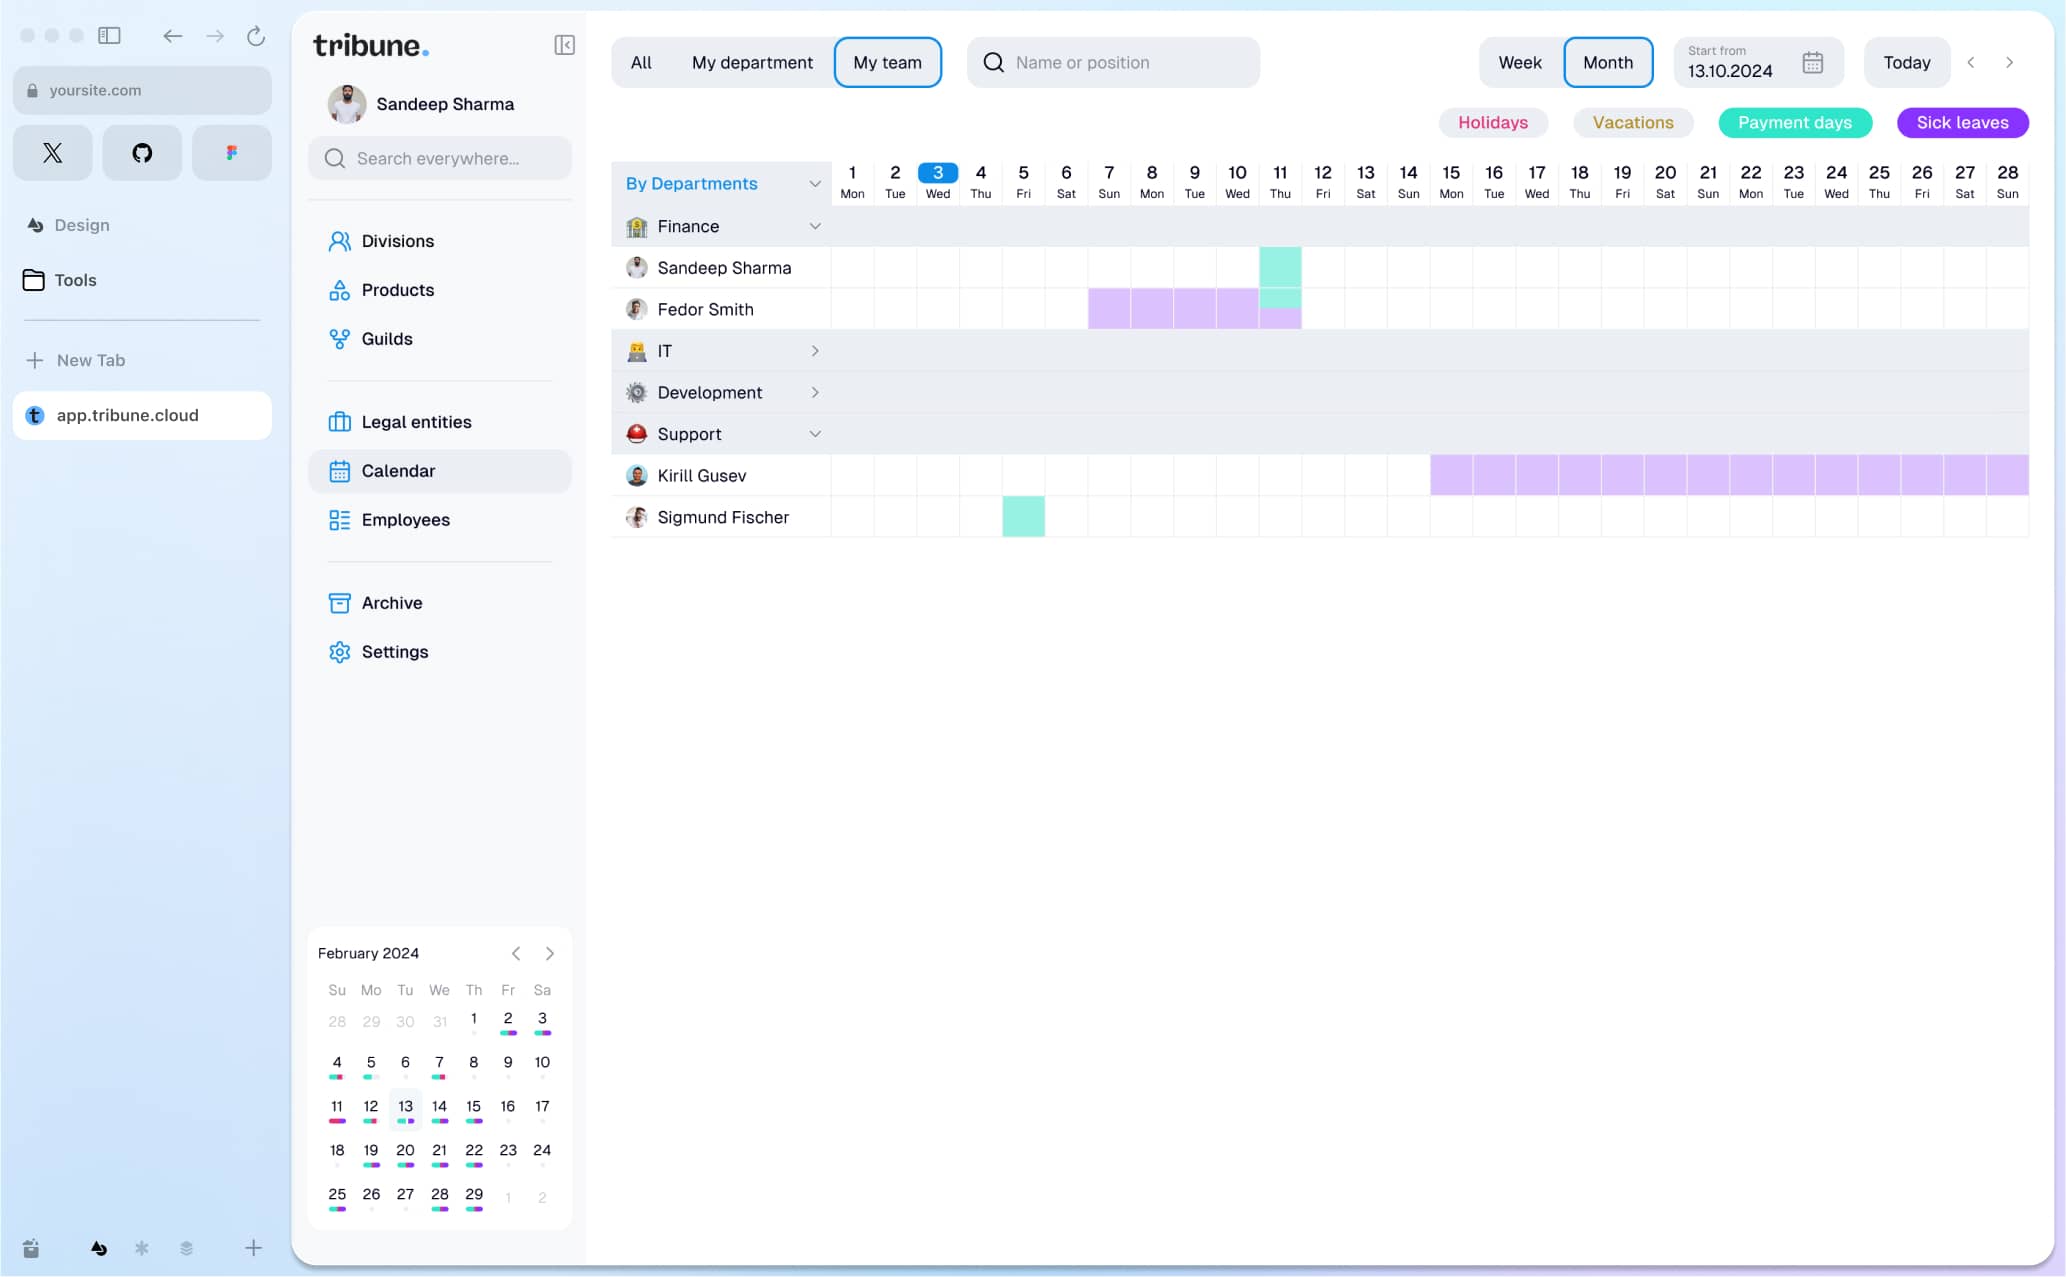 yoursite.com
Design
Tools
New Tab
app.tribune.cloud
tribune.
Sandeep Sharma
Search everywhere...
Divisions
Products
Guilds
Legal entities
Calendar
Employees
Archive
Settings
February 2024
Su Mo Tu We Th Fr Sa
28 29 30 31 1 2 3
4 5 6 7 8 9 10
11 12 13 14 15 16 17
18 19 20 21 22 23 24
25 26 27 28 29 1 2
All My department My team
Name or position
Week Month
Start from
13.10.2024
Today
Holidays Vacations Payment days Sick leaves
By Departments
1 2 3 4 5 6 7 8 9 10 11 12 13 14 15 16 17 18 19 20 21 22 23 24 25 26 27 28
Mon Tue Wed Thu Fri Sat Sun Mon Tue Wed Thu Fri Sat Sun Mon Tue Wed Thu Fri Sat Sun Mon Tue Wed Thu Fri Sat Sun
Finance
Sandeep Sharma
Fedor Smith
IT
Development
Support
Kirill Gusev
Sigmund Fischer